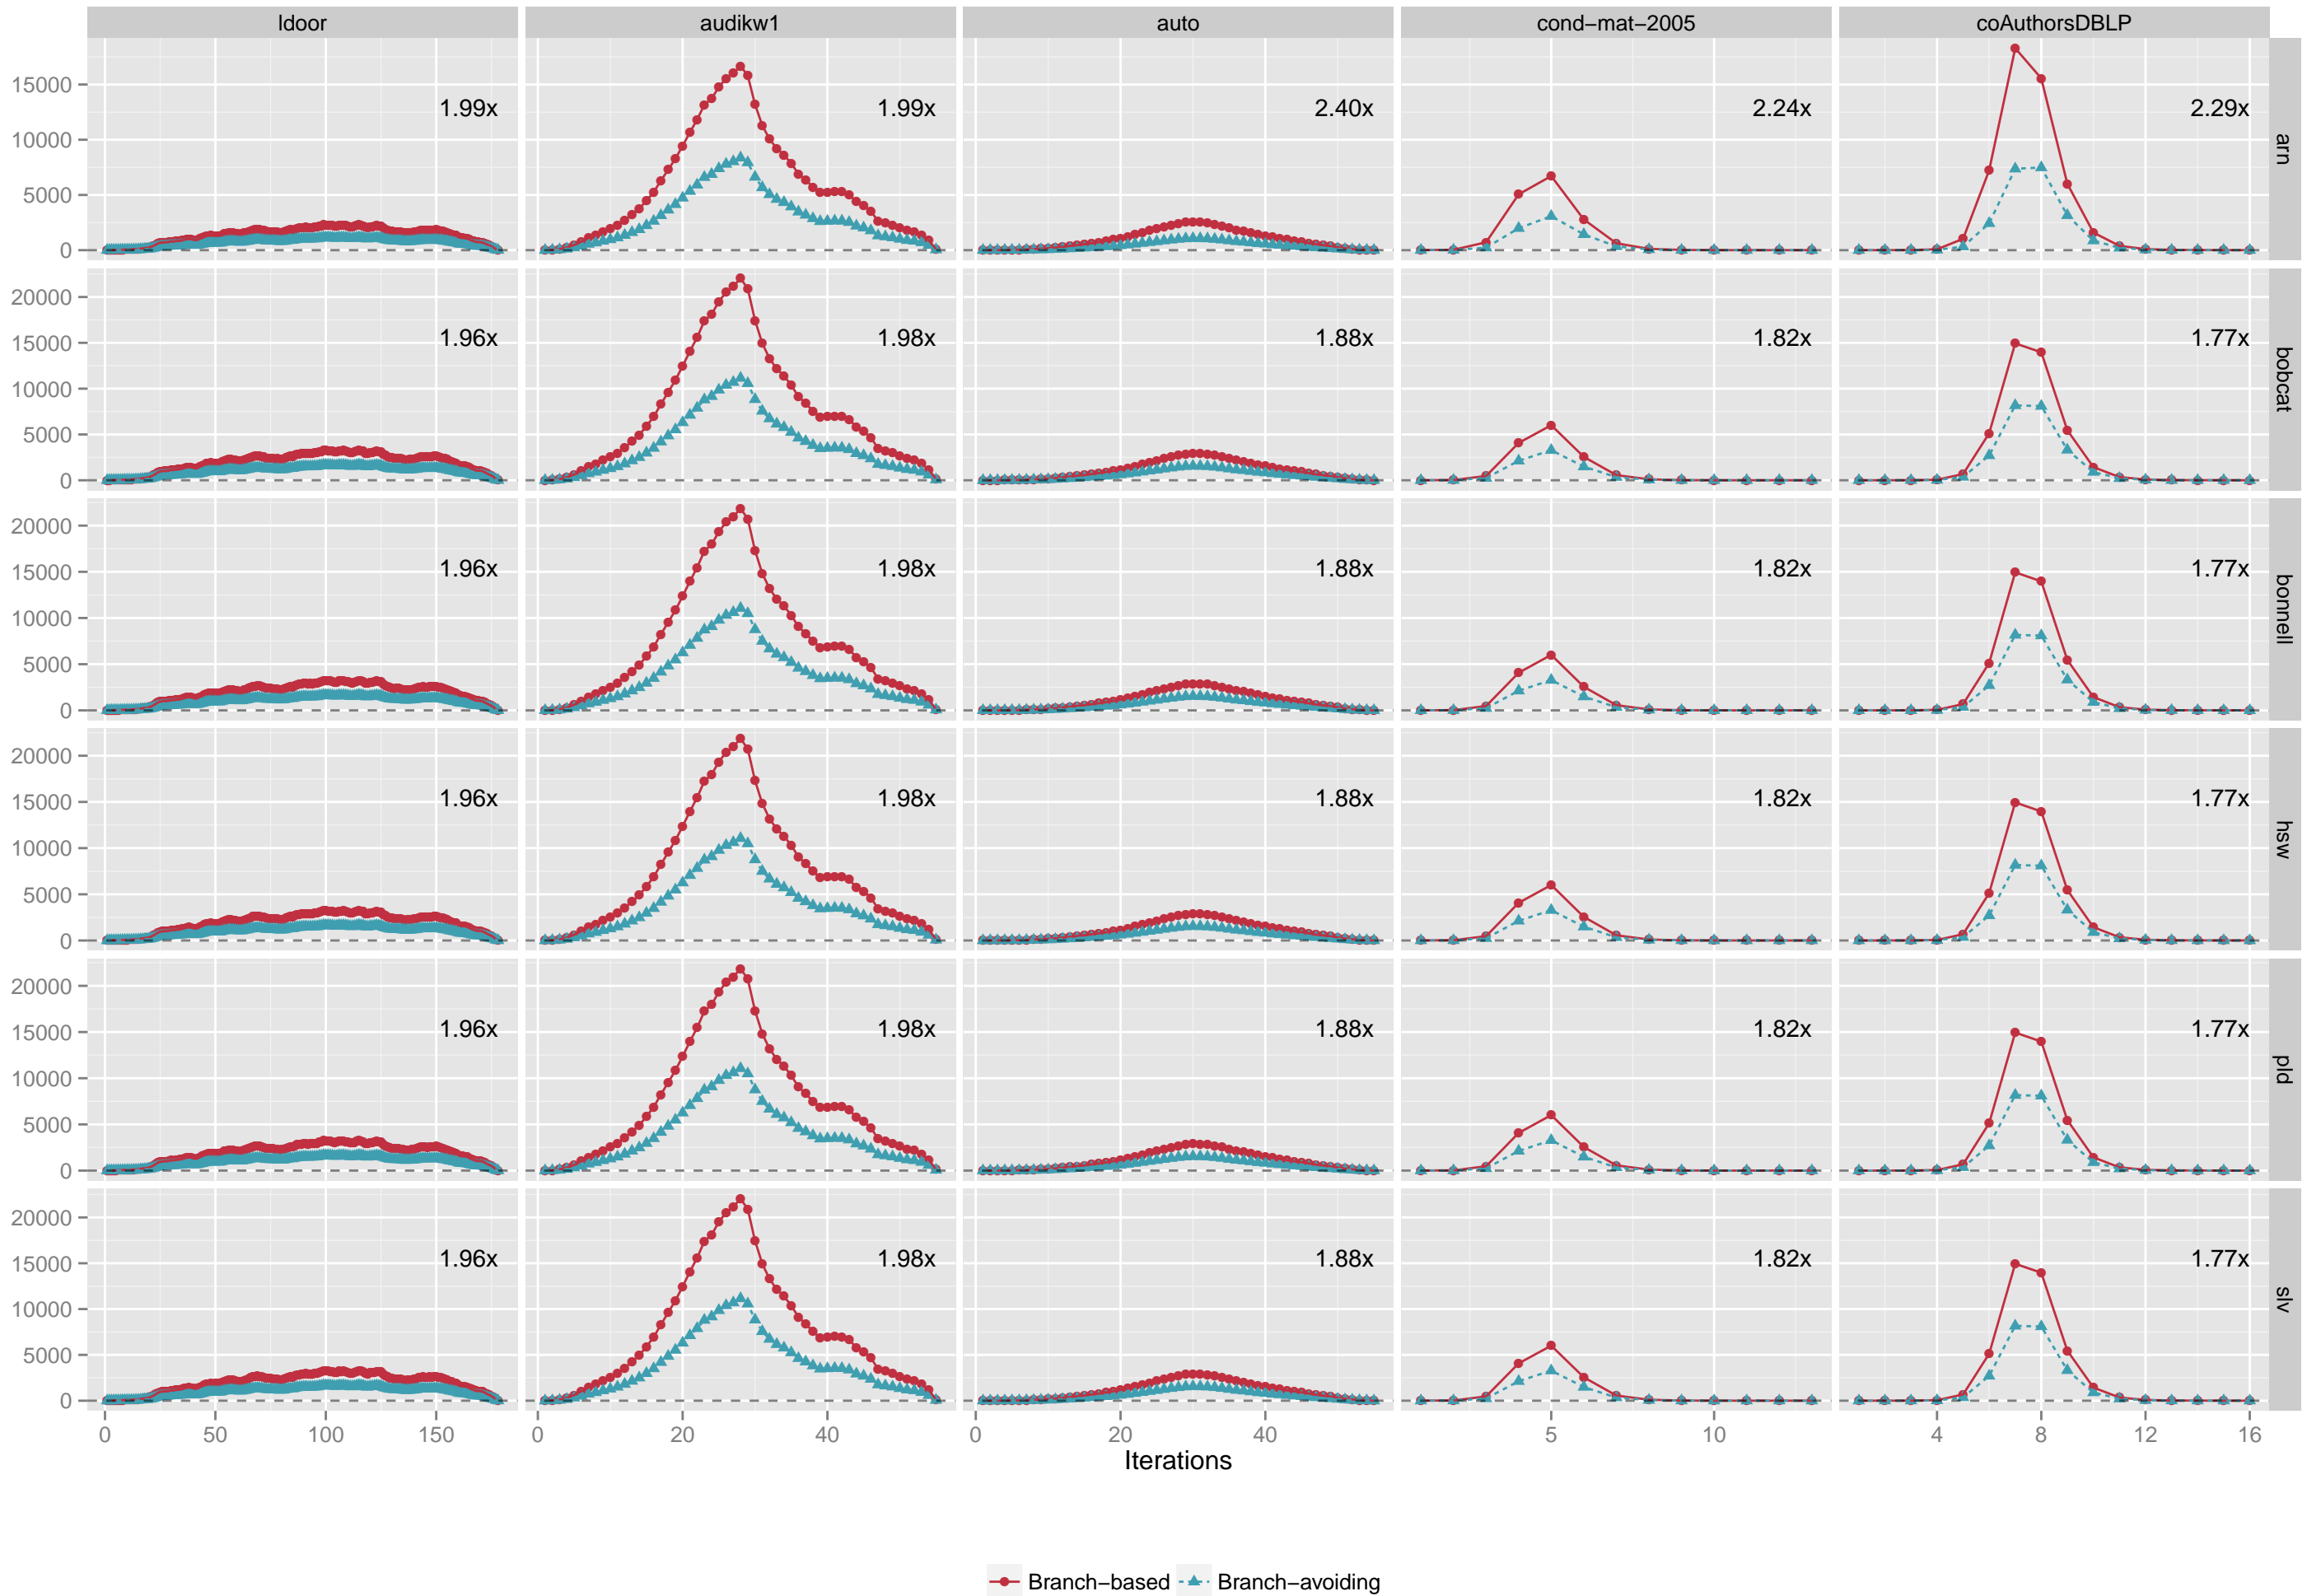 ldoor audikw1 auto cond−mat−2005 coAuthorsDBLP
15000 10000 5000 0
1.99x 1.99x 2.40x 2.24x 2.29x
arn
20000 15000 10000 5000 0
1.96x 1.98x 1.88x 1.82x 1.77x
bobcat
20000 15000 10000 5000 0
1.96x 1.98x 1.88x 1.82x 1.77x
bonnell
20000 15000 10000 5000 0
1.96x 1.98x 1.88x 1.82x 1.77x
hsw
20000 15000 10000 5000 0
1.96x 1.98x 1.88x 1.82x 1.77x
pld
20000 15000 10000 5000 0
1.96x 1.98x 1.88x 1.82x 1.77x
slv
0 50 100 150 0 20 40 0 20 40 5 10 4 8 12 16
Iterations
Branch−based Branch−avoiding